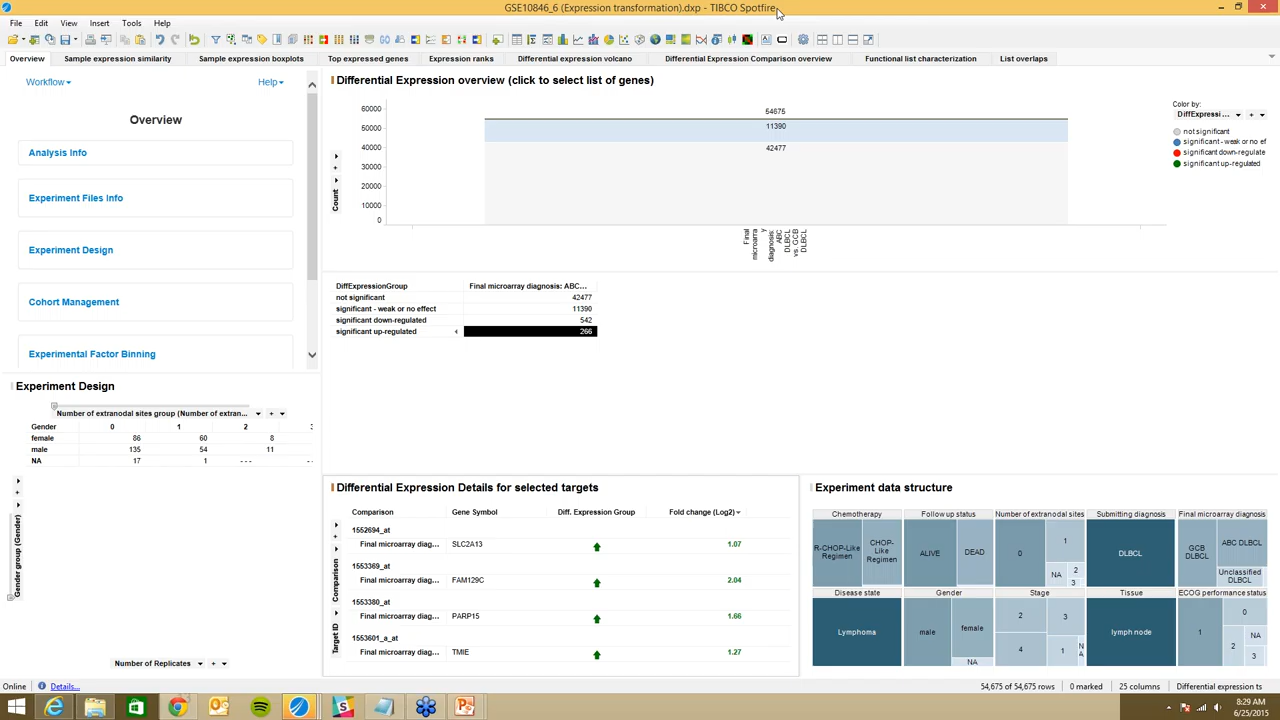 GSE10846_6 (Expression transformation).dxp - TIBCO Spotfire
File Edit View Insert Tools Help
Overview Sample expression similarity Sample expression boxplots Top expressed genes Expression ranks Differential expression volcano Differential Expression Comparison overview Functional list characterization List overlaps
Workflow Help
Overview
Analysis Info
Experiment Files Info
Experiment Design
Cohort Management
Experimental Factor Binning
Experiment Design
Number of extranodal sites group (Number of extran...
Gender 0 1 2
female 86 60 8
male 135 54 11
NA 17 1 ---
Gender group (Gender)
Number of Replicates
Differential Expression overview (click to select list of genes)
60000
50000
40000
30000
20000
10000
0
Count
54675
11390
42477
Final
microarra
y
diagnosis:
ABC
DLBCL
vs. GCB
DLBCL
Color by:
DiffExpressi...
not significant
significant - weak or no ef
significant down-regulate
significant up-regulated
DiffExpressionGroup Final microarray diagnosis: ABC...
not significant 42477
significant - weak or no effect 11390
significant down-regulated 542
significant up-regulated 266
Differential Expression Details for selected targets
Comparison Gene Symbol Diff. Expression Group Fold change (Log2)
1552694_at
Final microarray diag... SLC2A13 1.07
1553369_at
Final microarray diag... FAM129C 2.04
1553380_at
Final microarray diag... PARP15 1.66
1553601_a_at
Final microarray diag... TMIE 1.27
Comparison
Target ID
Experiment data structure
Chemotherapy Follow up status Number of extranodal sites Submitting diagnosis Final microarray diagnosis
R-CHOP-Like
Regimen
CHOP-
Like
Regimen
ALIVE
DEAD
0
1
NA
2
3
DLBCL
GCB
DLBCL
ABC DLBCL
Unclassified
DLBCL
Disease state Gender Stage Tissue ECOG performance status
Lymphoma
male
female
NA
2
3
4
1
N
A
lymph node
1
0
2
NA
3
Online Details... 54,675 of 54,675 rows 0 marked 25 columns Differential expression ts
8:29 AM
6/25/2015